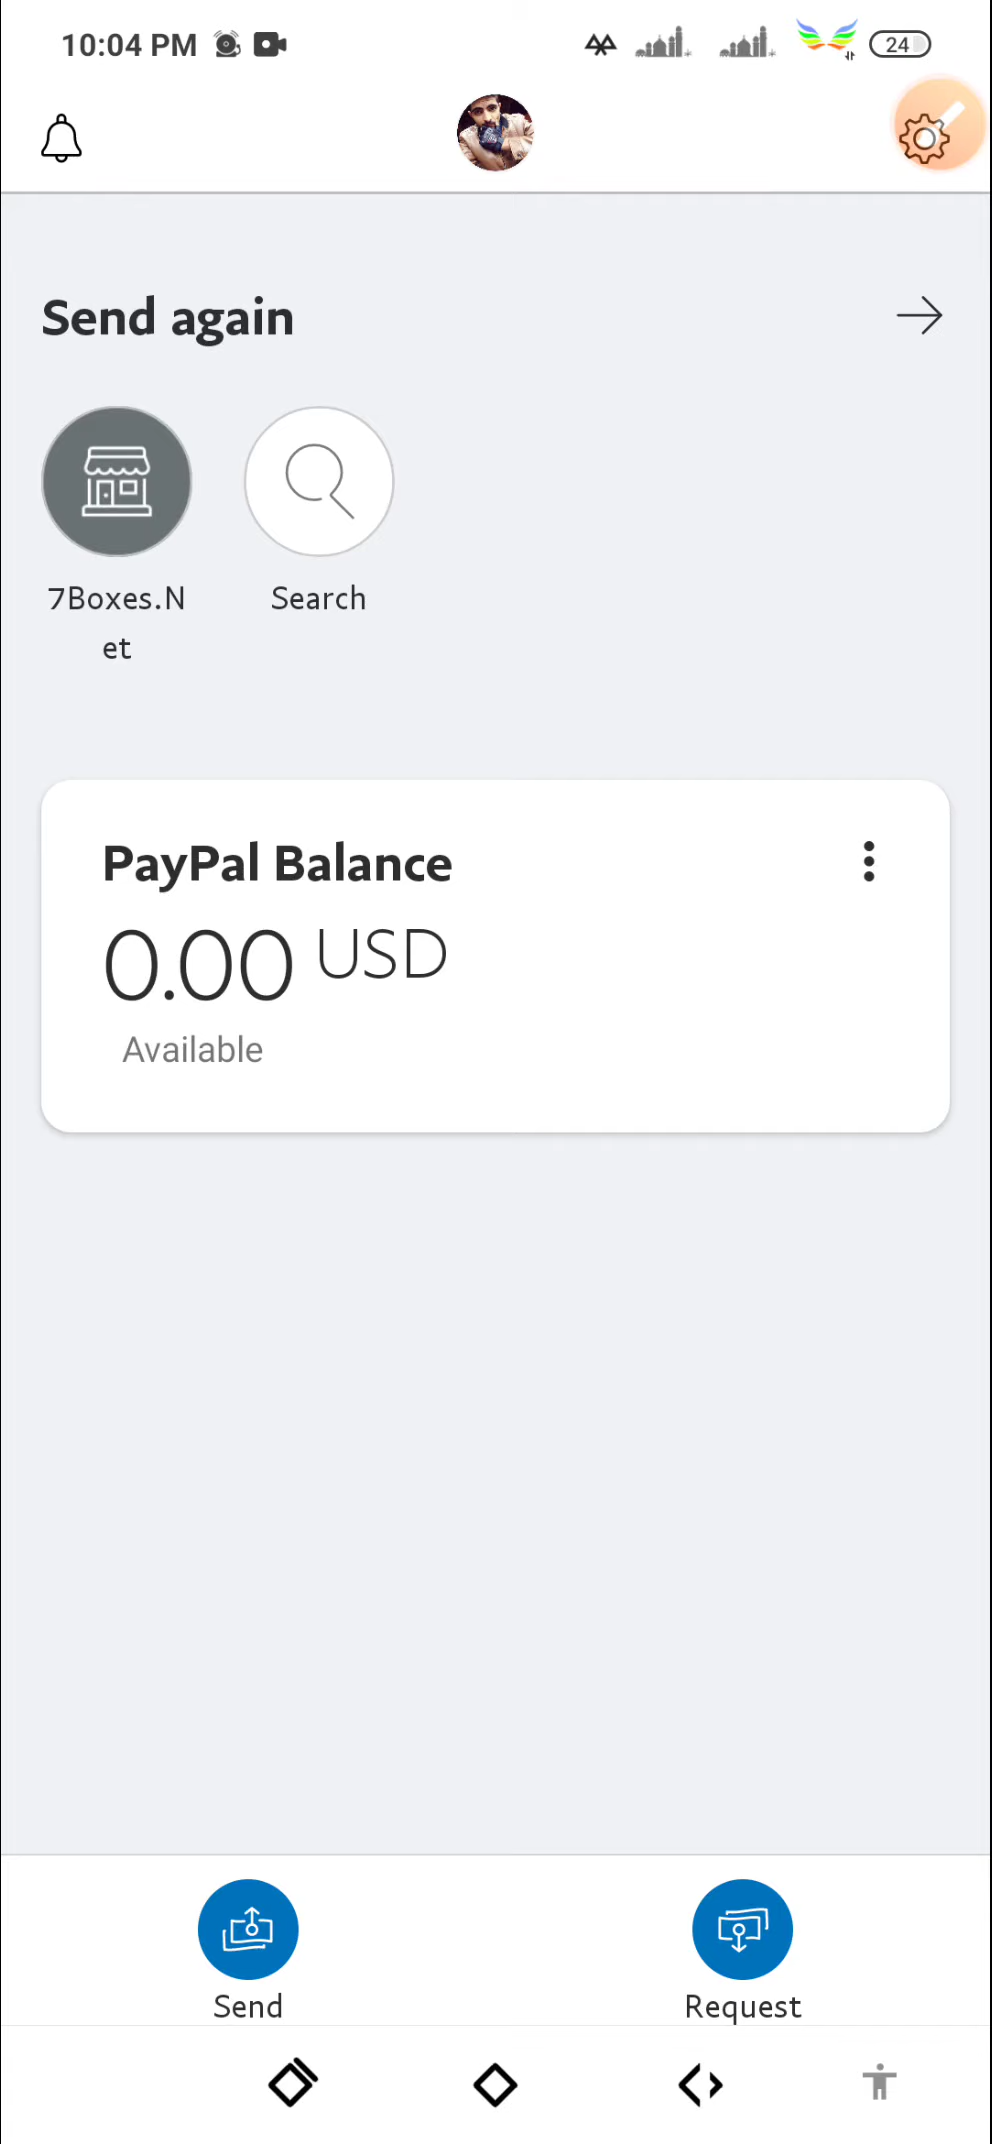 10:04 PM
24
Send again
7Boxes.N
et
Search
PayPal Balance
0.00 USD
Available
Send
Request